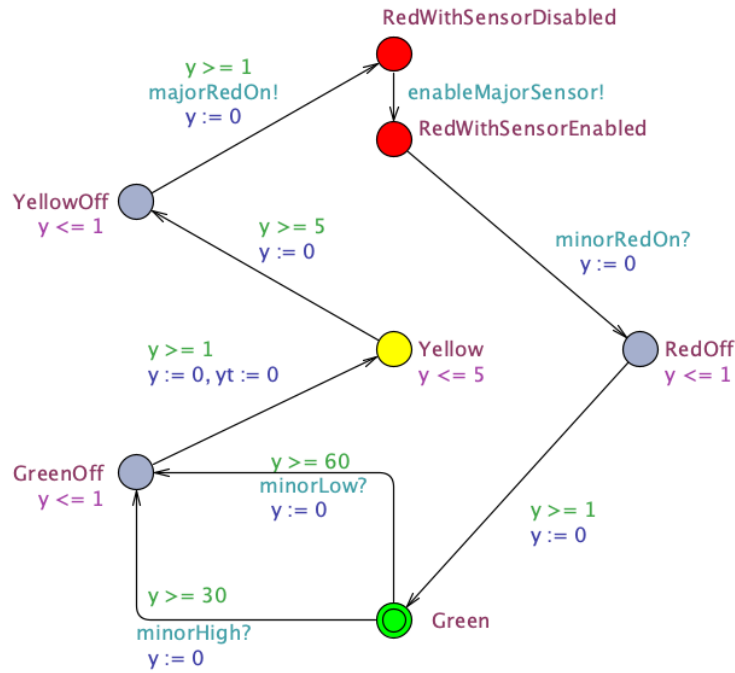 RedWithSensorDisabled
y >= 1
majorRedOn!
y := 0
enableMajorSensor!
RedWithSensorEnabled
YellowOff
y <= 1
y >= 5
y := 0
minorRedOn?
y := 0
y >= 1
y := 0, yt := 0
Yellow
y <= 5
RedOff
y <= 1
GreenOff
y <= 1
y >= 60
minorLow?
y := 0
y >= 1
y := 0
y >= 30
minorHigh?
y := 0
Green